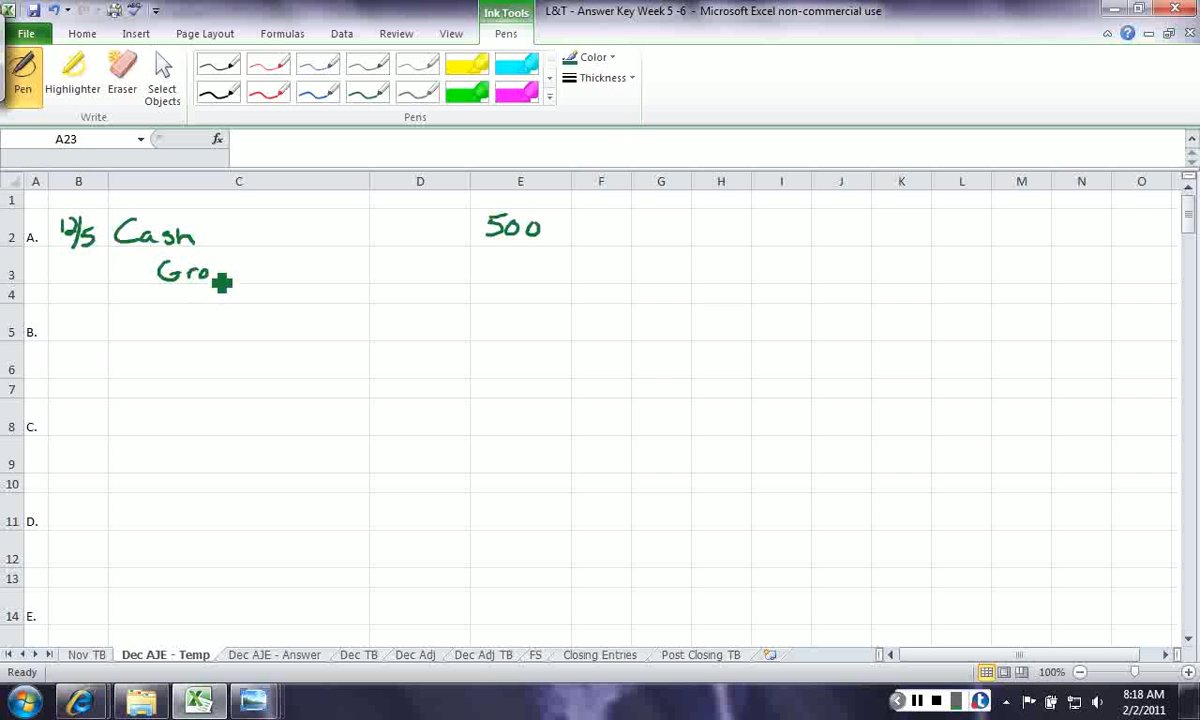 Ink Tools
L&T - Answer Key Week 5 -6 - Microsoft Excel non-commercial use
File Home Insert Page Layout Formulas Data Review View Pens
Pen Highlighter Eraser Select Objects
Color
Thickness
Write Pens
A23 fx
A B C D E F G H I J K L M N O
1
2 A. 12/5 Cash 500
3 Gro
4
5 B.
6
7
8 C.
9
10
11 D.
12
13
14 E.
Nov TB Dec AJE - Temp Dec AJE - Answer Dec TB Dec Adj Dec Adj TB FS Closing Entries Post Closing TB
Ready 100%
8:18 AM
2/2/2011